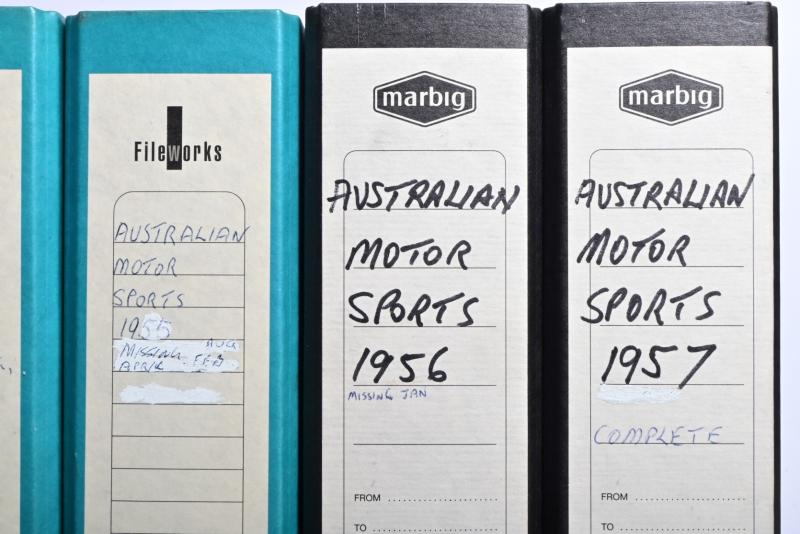 Fileworks
AUSTRALIAN
MOTOR
SPORTS
1955
AUG
MISSING FEB
APRIL
marbig
AUSTRALIAN
MOTOR
SPORTS
1956
MISSING JAN
FROM
TO
marbig
AUSTRALIAN
MOTOR
SPORTS
1957
COMPLETE
FROM
TO